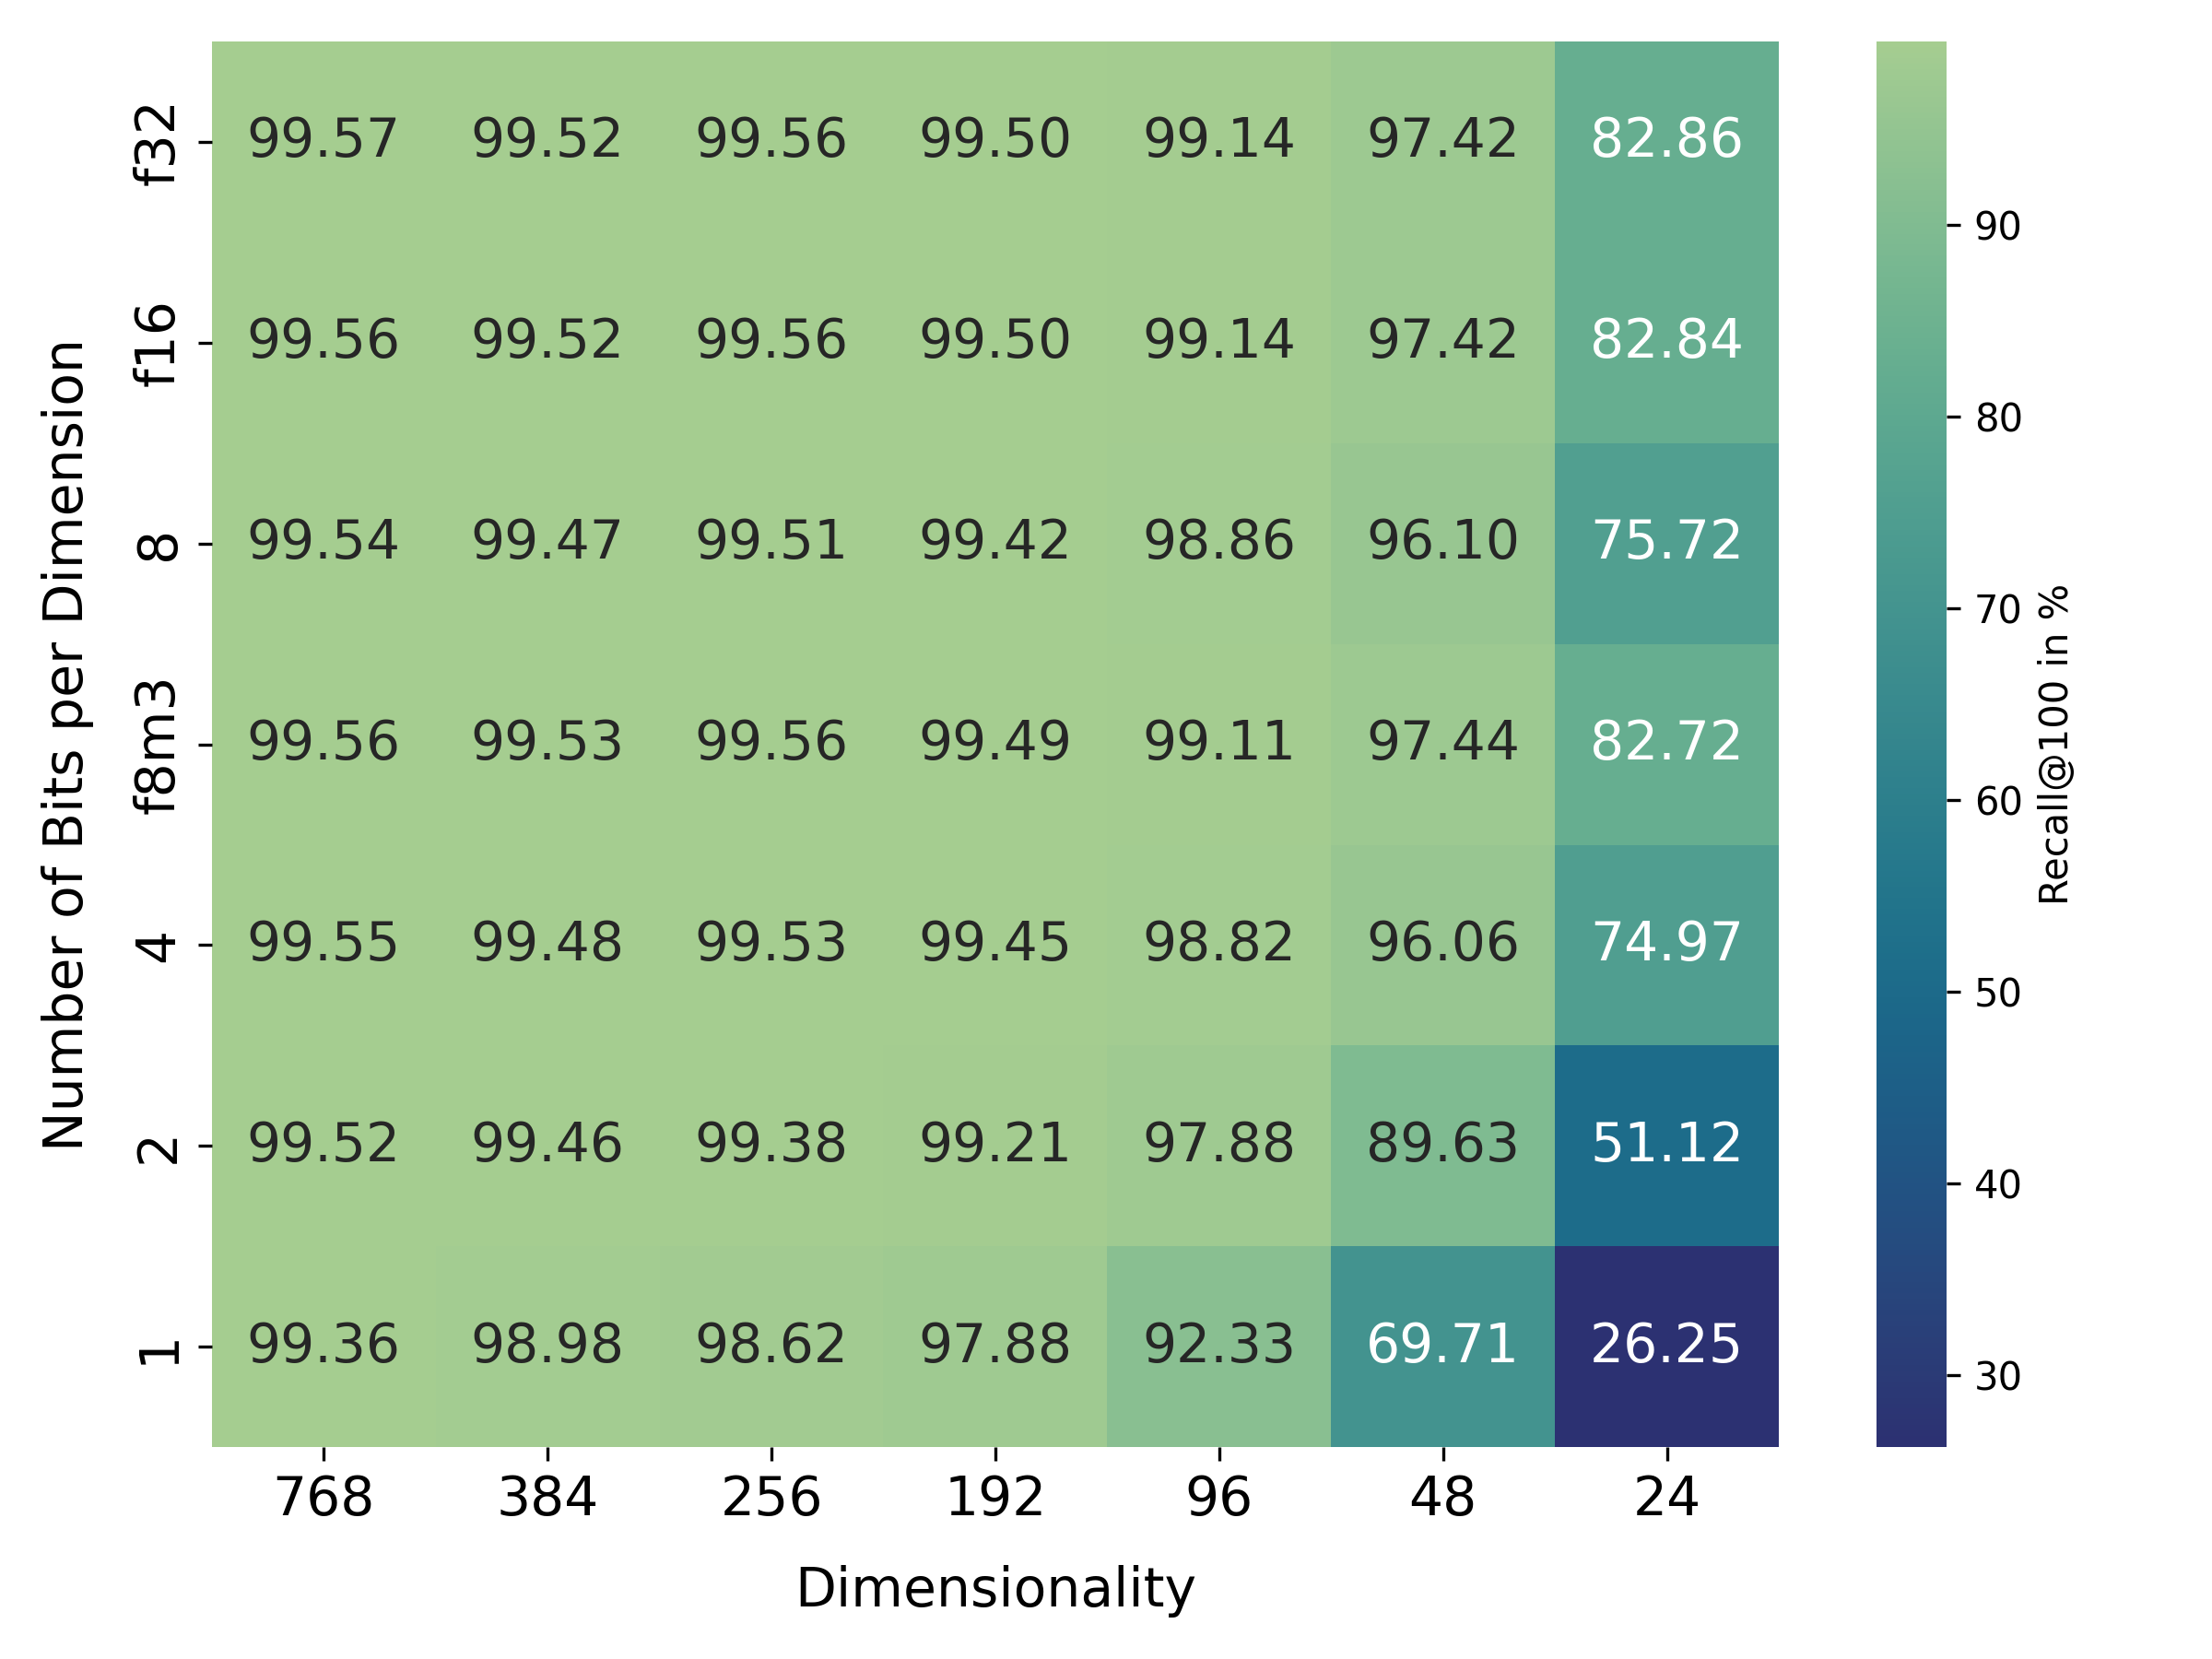 Number of Bits per Dimension
f32 99.57 99.52 99.56 99.50 99.14 97.42 82.86
f16 99.56 99.52 99.56 99.50 99.14 97.42 82.84
8 99.54 99.47 99.51 99.42 98.86 96.10 75.72
f8m3 99.56 99.53 99.56 99.49 99.11 97.44 82.72
4 99.55 99.48 99.53 99.45 98.82 96.06 74.97
2 99.52 99.46 99.38 99.21 97.88 89.63 51.12
1 99.36 98.98 98.62 97.88 92.33 69.71 26.25
768 384 256 192 96 48 24
Dimensionality
90
80
70
60
50
40
30
Recall@100 in %